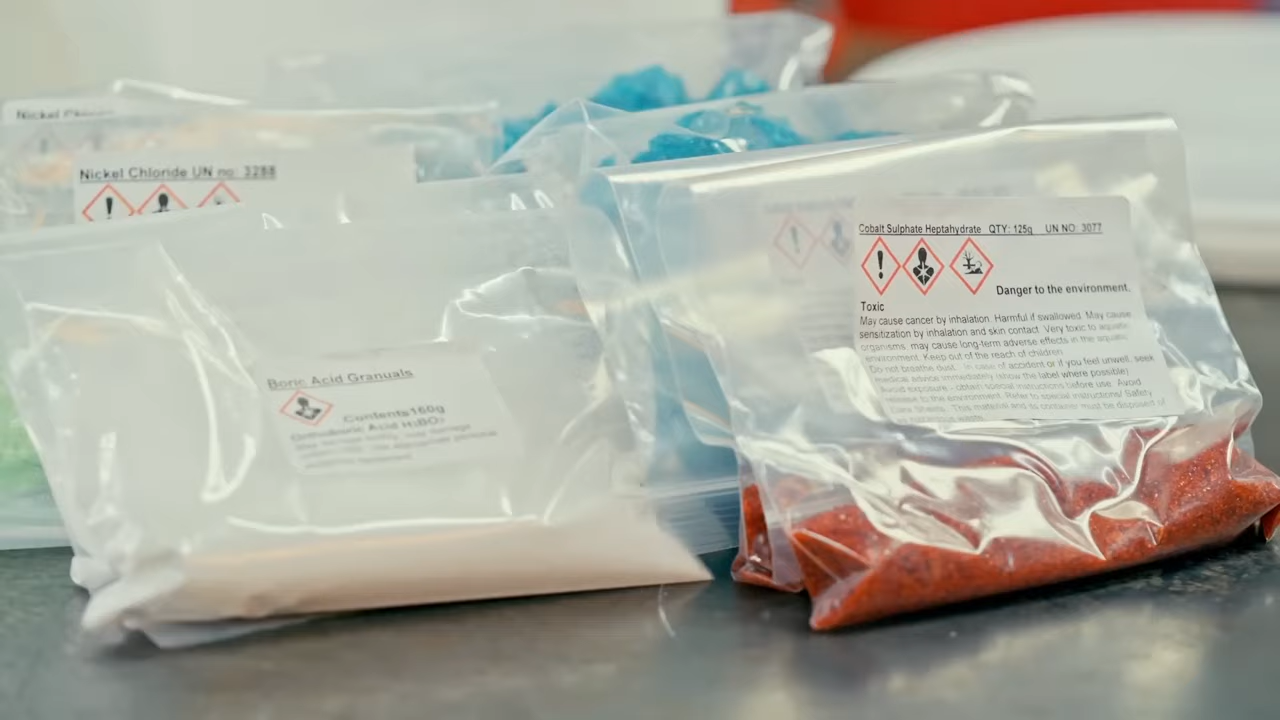 Nickel Chloride
Nickel Chloride UN no 3288
Boric Acid Granuals
Contents 160g
Orthoboric Acid H₃BO₃
Cobalt Sulphate Heptahydrate QTY: 125g UN NO. 3077
Danger to the environment.
Toxic
May cause cancer by inhalation. Harmful if swallowed. May cause
sensitization by inhalation and skin contact. Very toxic to aquatic
organisms, may cause long-term adverse effects in the aquatic
environment. Keep out of the reach of children.
Do not breathe dust. In case of accident or if you feel unwell, seek
medical advice immediately (show the label where possible)
Avoid exposure - obtain special instructions before use. Avoid
release to the environment. Refer to special instructions/ Safety
Data Sheets. This material and its container must be disposed of